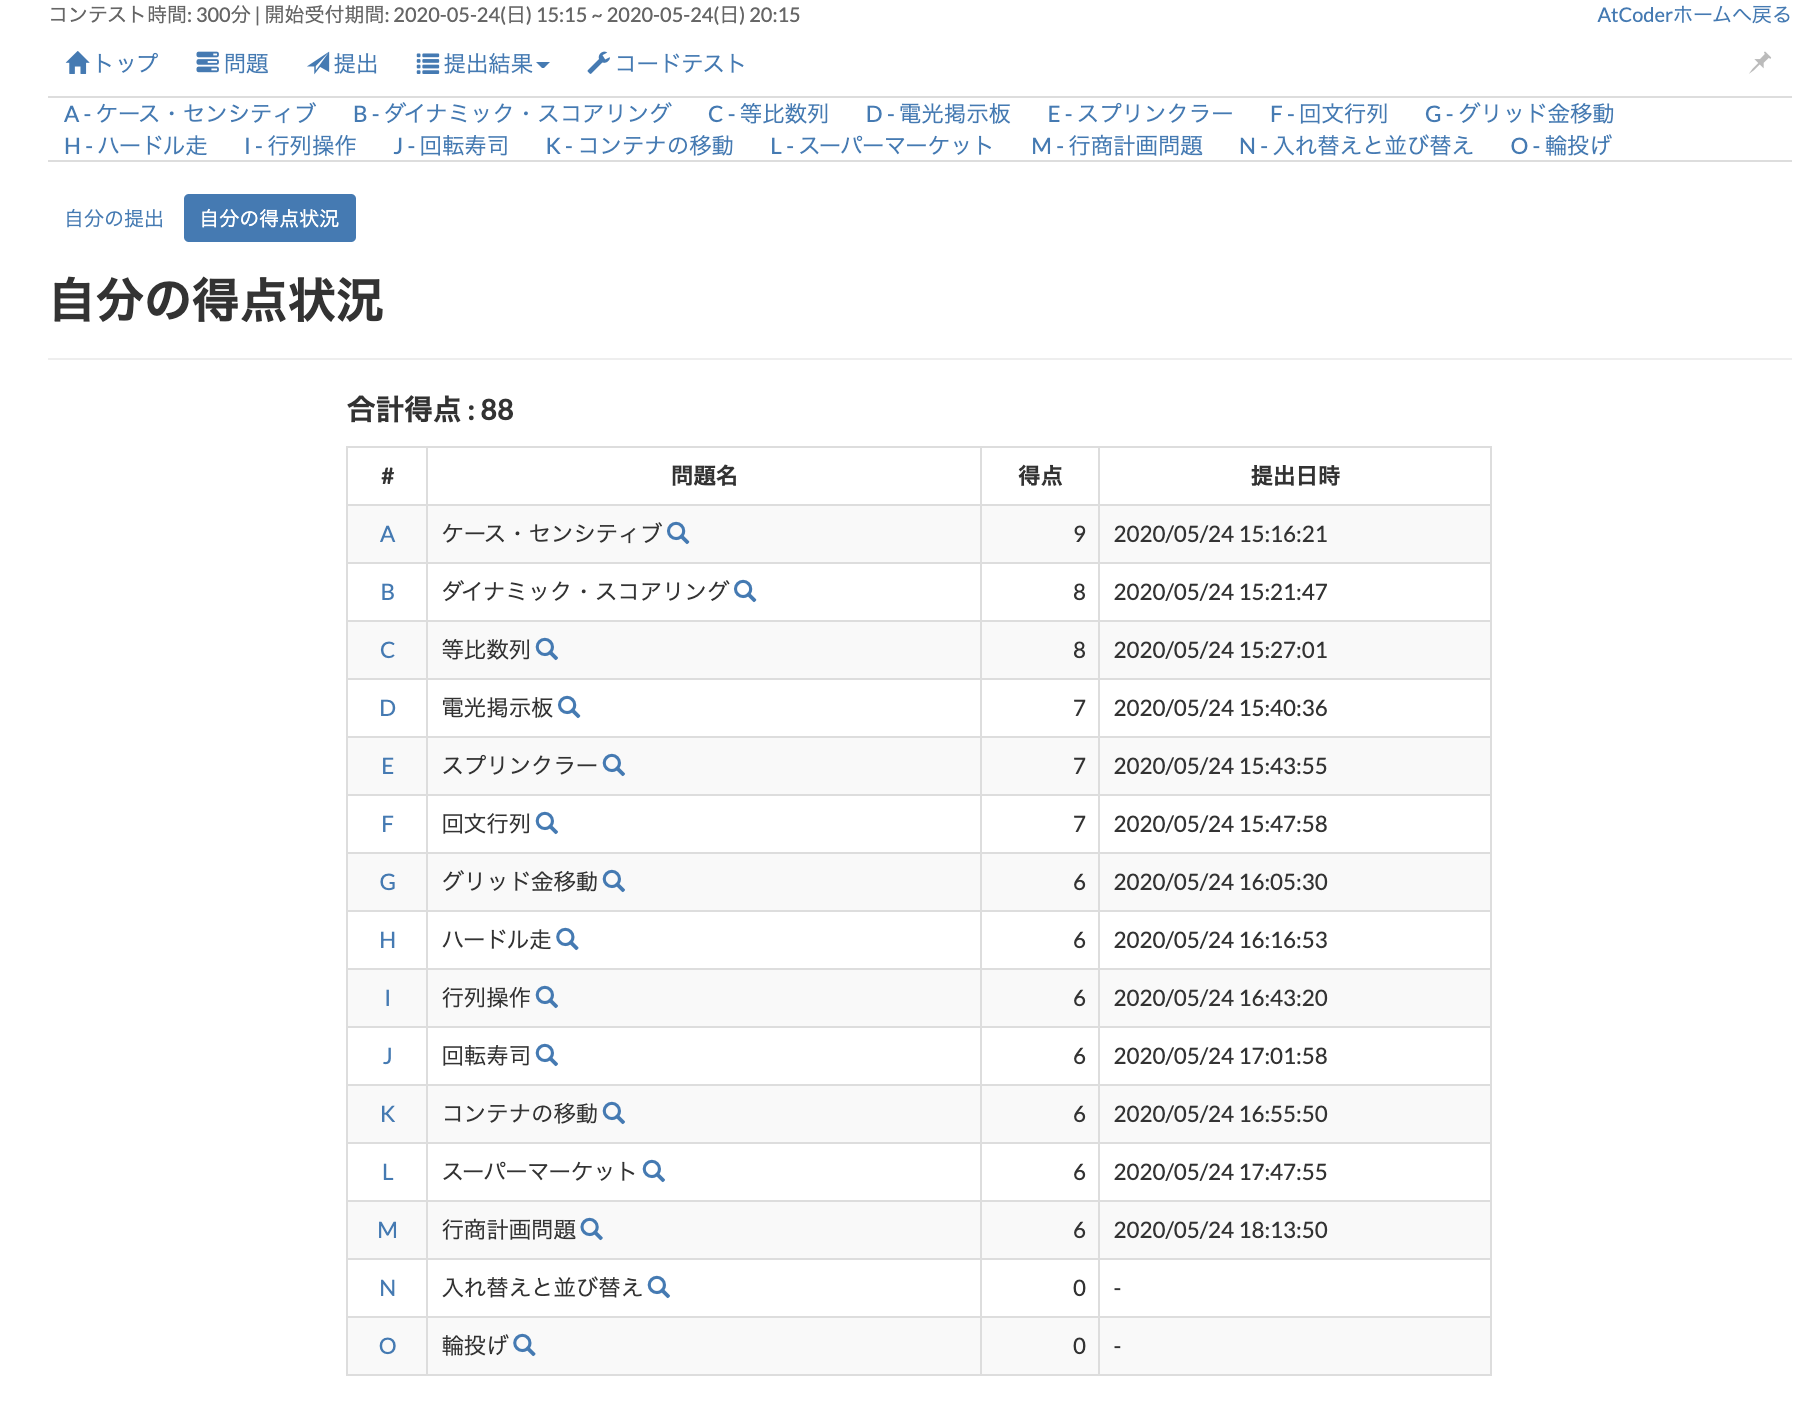 コンテスト時間: 300分 | 開始受付期間: 2020-05-24(日) 15:15 ~ 2020-05-24(日) 20:15 AtCoderホームへ戻る
トップ 問題 提出 提出結果 コードテスト
A - ケース・センシティブ B - ダイナミック・スコアリング C - 等比数列 D - 電光掲示板 E - スプリンクラー F - 回文行列 G - グリッド金移動
H - ハードル走 I - 行列操作 J - 回転寿司 K - コンテナの移動 L - スーパーマーケット M - 行商計画問題 N - 入れ替えと並び替え O - 輪投げ
自分の提出 自分の得点状況
自分の得点状況
合計得点 : 88
# 問題名 得点 提出日時
A ケース・センシティブ 9 2020/05/24 15:16:21
B ダイナミック・スコアリング 8 2020/05/24 15:21:47
C 等比数列 8 2020/05/24 15:27:01
D 電光掲示板 7 2020/05/24 15:40:36
E スプリンクラー 7 2020/05/24 15:43:55
F 回文行列 7 2020/05/24 15:47:58
G グリッド金移動 6 2020/05/24 16:05:30
H ハードル走 6 2020/05/24 16:16:53
I 行列操作 6 2020/05/24 16:43:20
J 回転寿司 6 2020/05/24 17:01:58
K コンテナの移動 6 2020/05/24 16:55:50
L スーパーマーケット 6 2020/05/24 17:47:55
M 行商計画問題 6 2020/05/24 18:13:50
N 入れ替えと並び替え 0 -
O 輪投げ 0 -